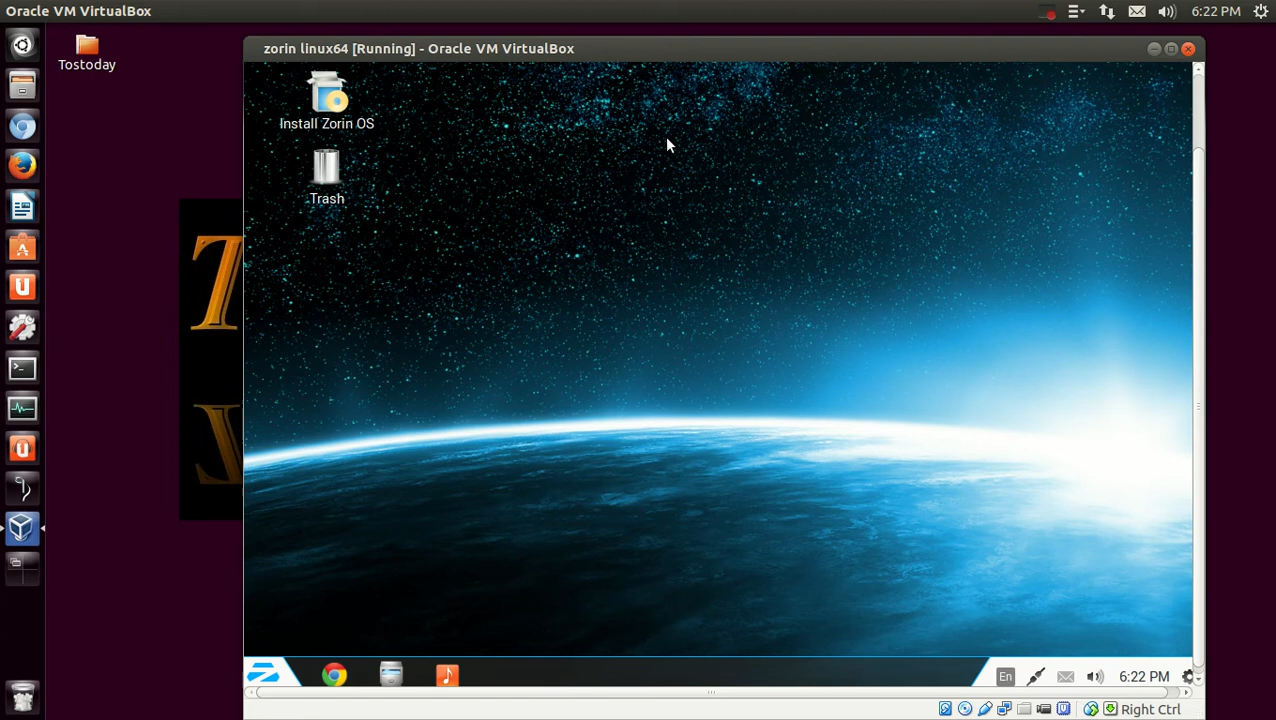 Oracle VM VirtualBox
6:22 PM
Tostoday
zorin linux64 [Running] - Oracle VM VirtualBox
Install Zorin OS
Trash
T
En
6:22 PM
Right Ctrl